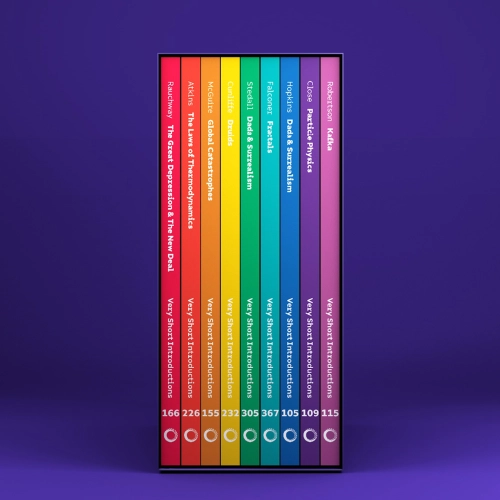 Rauchway The Great Depression & The New Deal Very Short Introductions 166
Atkins The Laws of Thermodynamics Very Short Introductions 226
McGuire Global Catastrophes Very Short Introductions 155
Cunliffe Druids Very Short Introductions 232
Stedall Dada & Surrealism Very Short Introductions 305
Falconer Fractals Very Short Introductions 367
Hopkins Dada & Surrealism Very Short Introductions 105
Close Particle Physics Very Short Introductions 109
Robertson Kafka Very Short Introductions 115